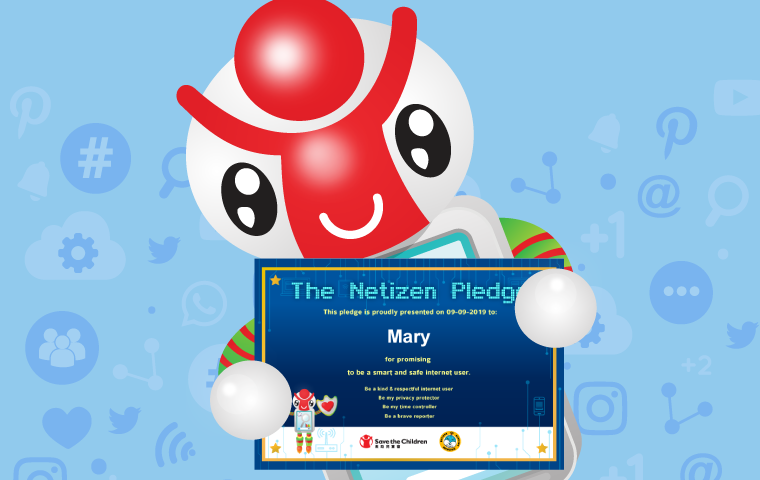 The Netizen Pledge
This pledge is proudly presented on 09-09-2019 to:
Mary
for promising
to be a smart and safe internet user.
Be a kind & respectful internet user
Be my privacy protector
Be my time controller
Be a brave reporter
Save the Children
+1
+2
+1